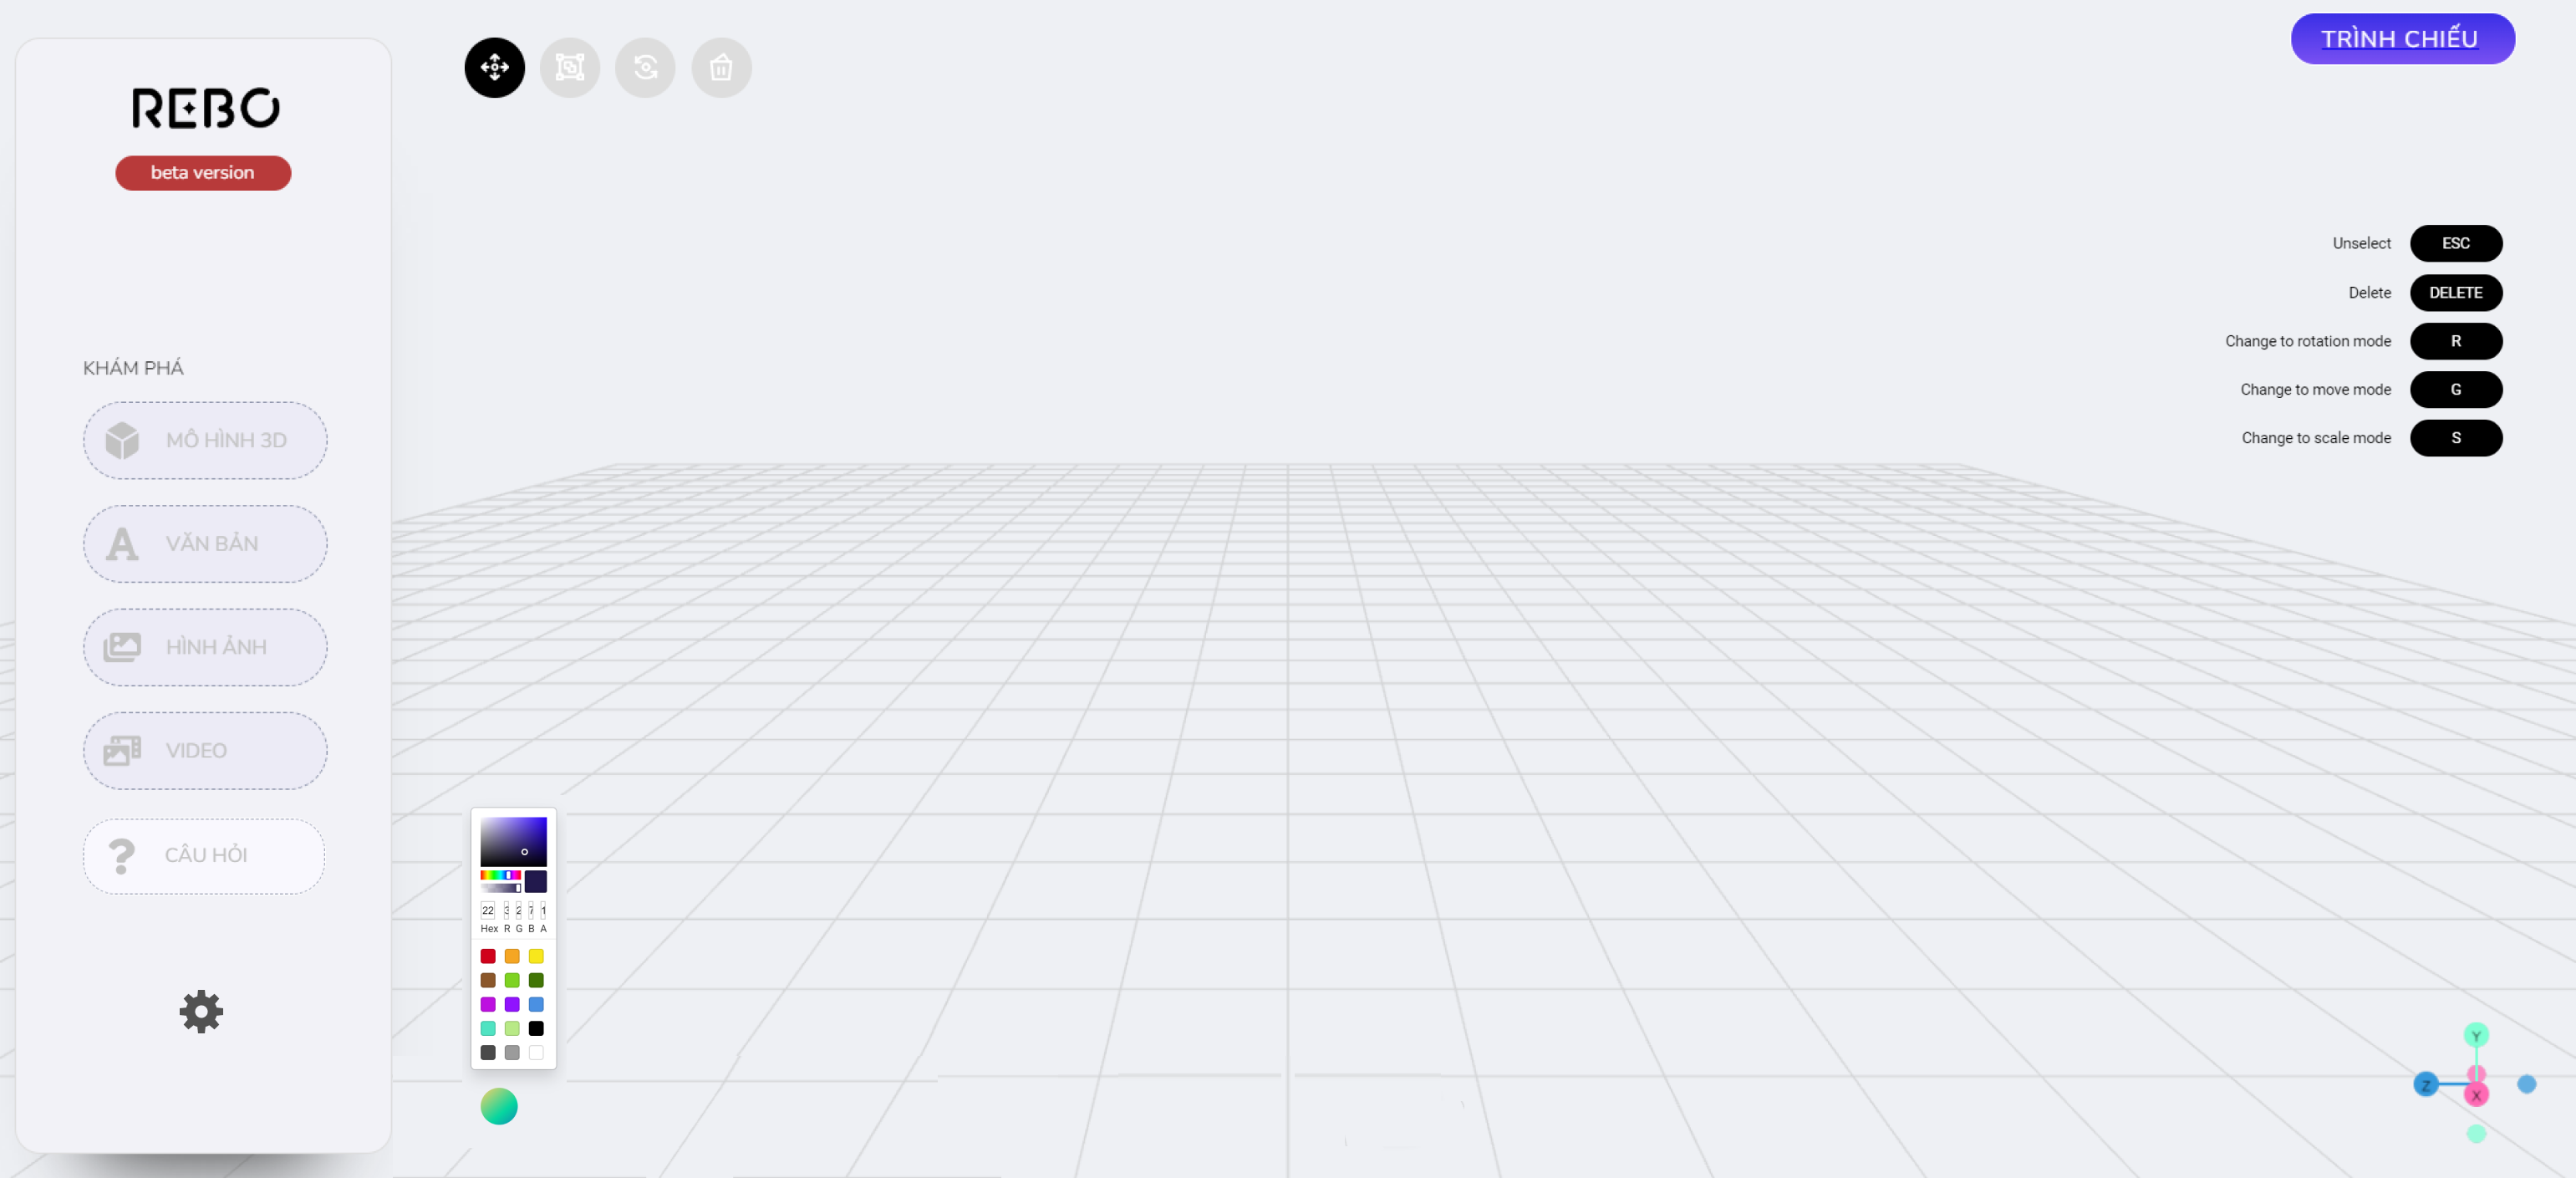 TRÌNH CHIẾU
REBO
beta version
Unselect ESC
Delete DELETE
Change to rotation mode R
Change to move mode G
Change to scale mode S
KHÁM PHÁ
MÔ HÌNH 3D
VĂN BẢN
HÌNH ẢNH
VIDEO
CÂU HỎI
22 3 2 7 1
Hex R G B A
Y
Z
X